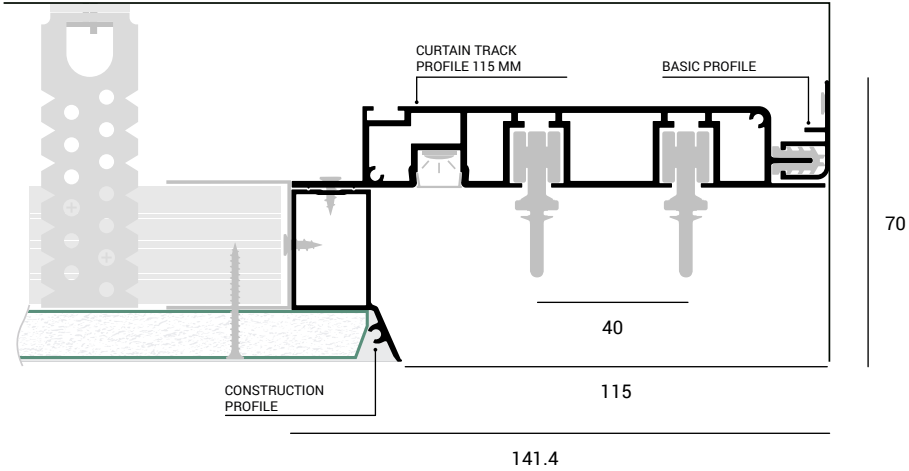 CURTAIN TRACK
PROFILE 115 MM
BASIC PROFILE
70
40
115
CONSTRUCTION
PROFILE
141.4